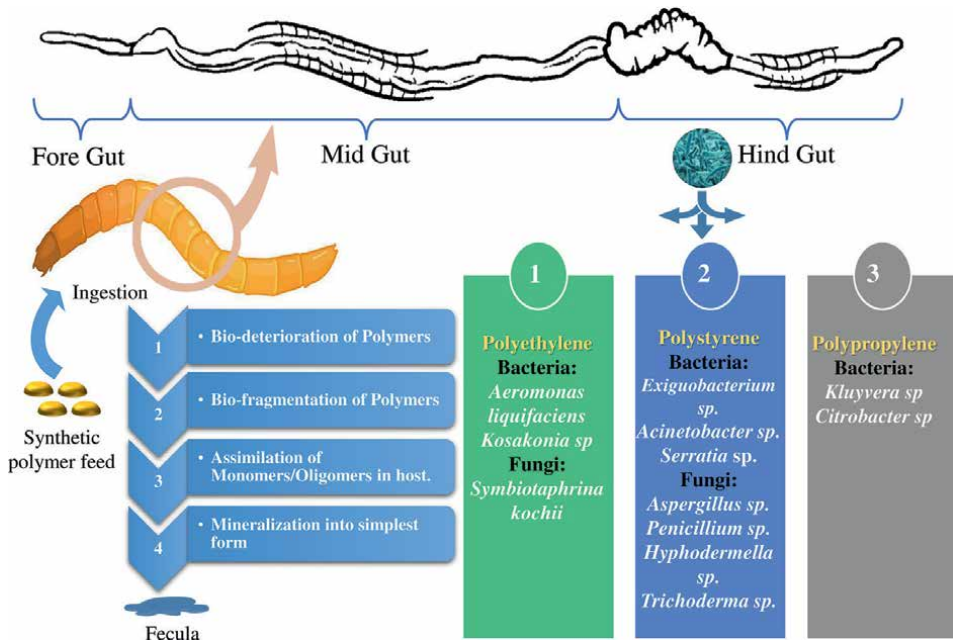 Fore Gut
Mid Gut
Hind Gut
Ingestion
Synthetic
polymer feed
1
• Bio-deterioration of Polymers
2
• Bio-fragmentation of Polymers
3
• Assimilation of
Monomers/Oligomers in host.
4
• Mineralization into simplest
form
Fecula
1
Polyethylene
Bacteria:
Aeromonas
liquifaciens
Kosakonia sp
Fungi:
Symbiotaphrina
kochii
2
Polystyrene
Bacteria:
Exiguobacterium
sp.
Acinetobacter sp.
Serratia sp.
Fungi:
Aspergillus sp.
Penicillium sp.
Hyphodermella
sp.
Trichoderma sp.
3
Polypropylene
Bacteria:
Kluyvera sp
Citrobacter sp